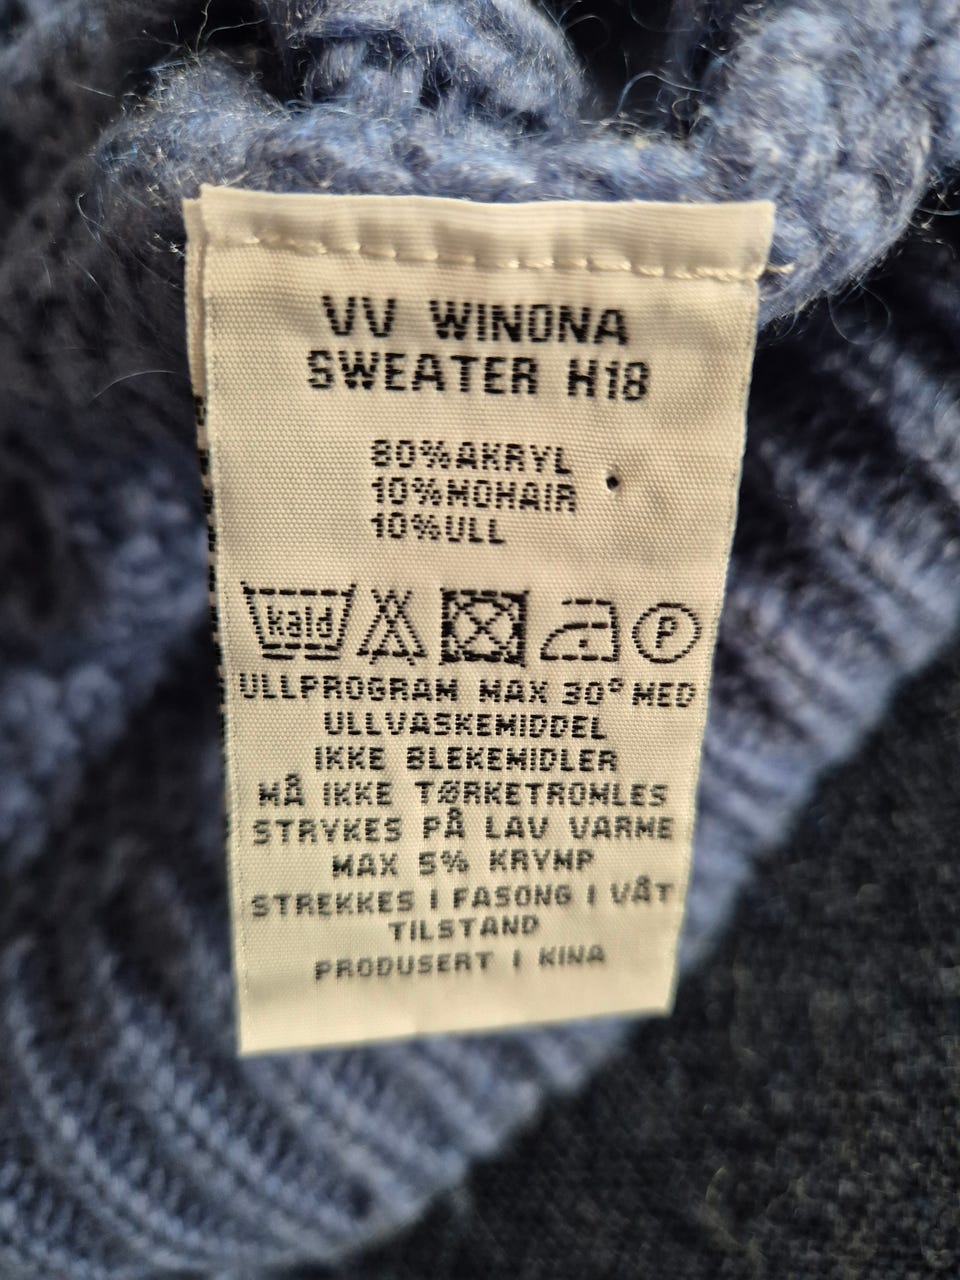 VV WINONA
SWEATER H18
80%AKRYL
10%MOHAIR
10%ULL
kald
P
ULLPROGRAM MAX 30° MED
ULLVASKEMIDDEL
IKKE BLEKEMIDLER
MÅ IKKE TØRKETROMLES
STRYKES PÅ LAV VARME
MAX 5% KRYMP
STREKKES I FASONG I VÅT
TILSTAND
PRODUSERT I KINA